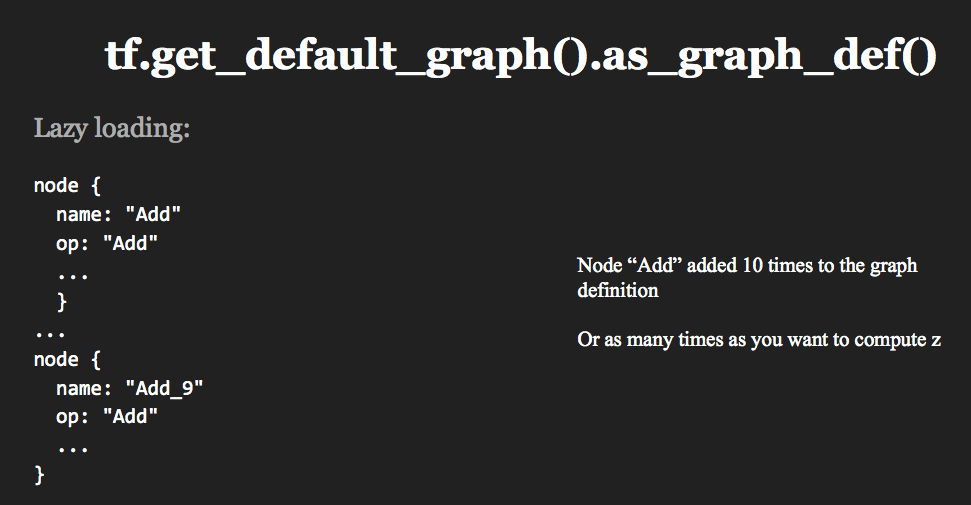 tf.get_default_graph().as_graph_def()
Lazy loading:
node {
  name: "Add"
  op: "Add"
  ...
  }
...
node {
  name: "Add_9"
  op: "Add"
  ...
}
Node “Add” added 10 times to the graph
definition
Or as many times as you want to compute z